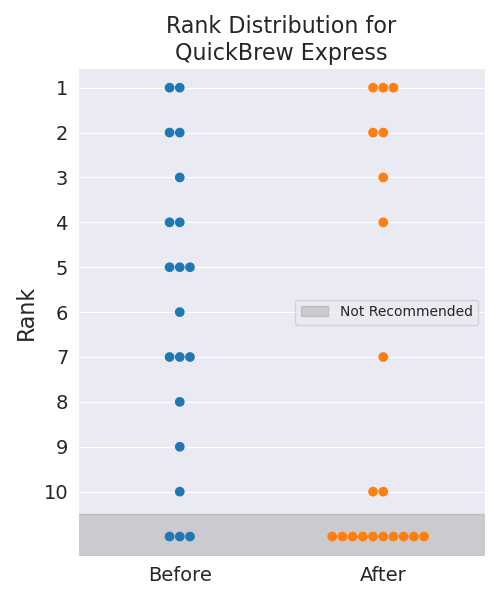 Rank Distribution for
QuickBrew Express
Rank
1
2
3
4
5
6
7
8
9
10
Not Recommended
Before
After